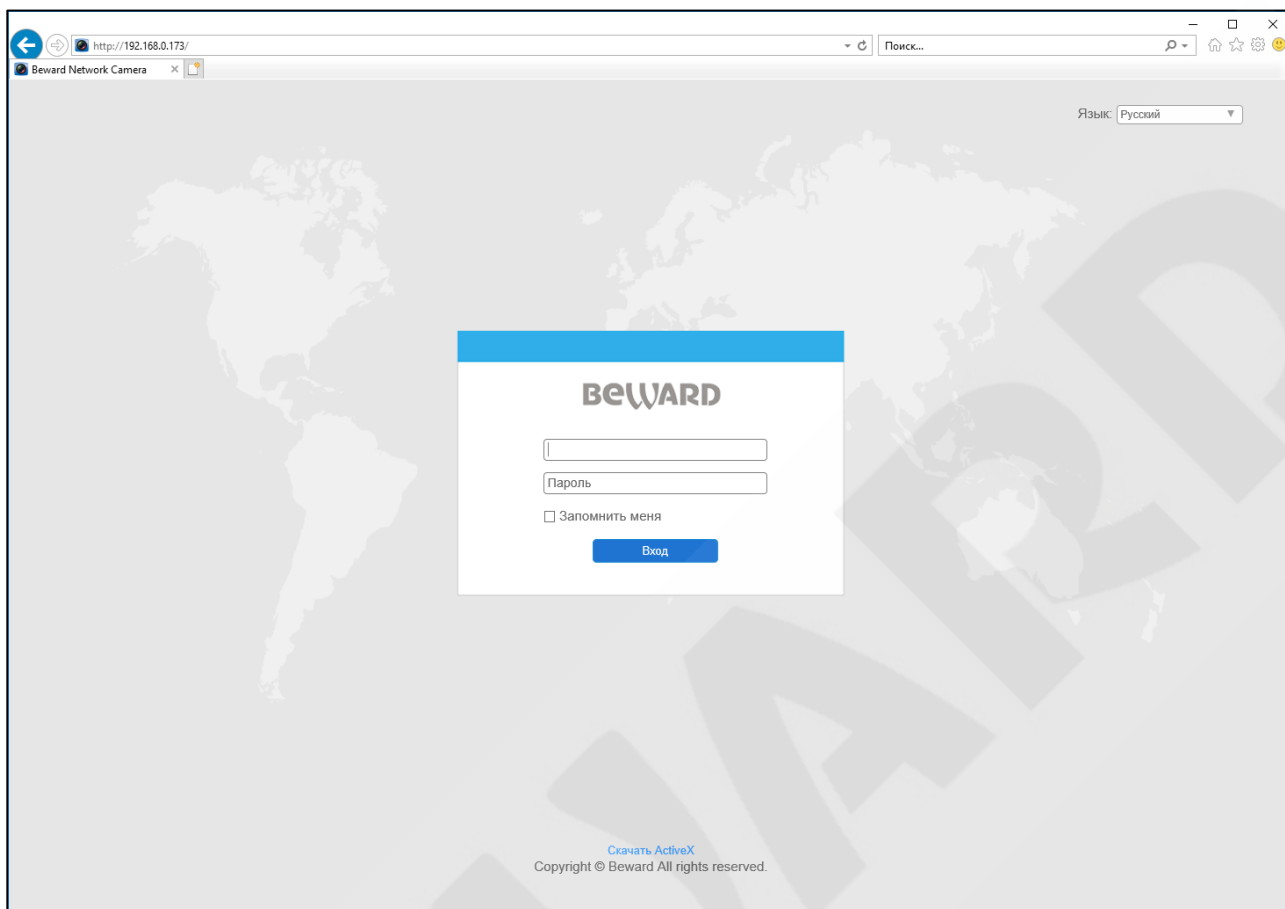 http://192.168.0.173/
Поиск...
Beward Network Camera
Язык: Русский
BEWARD
Пароль
Запомнить меня
Вход
Скачать ActiveX
Copyright © Beward All rights reserved.
WARD